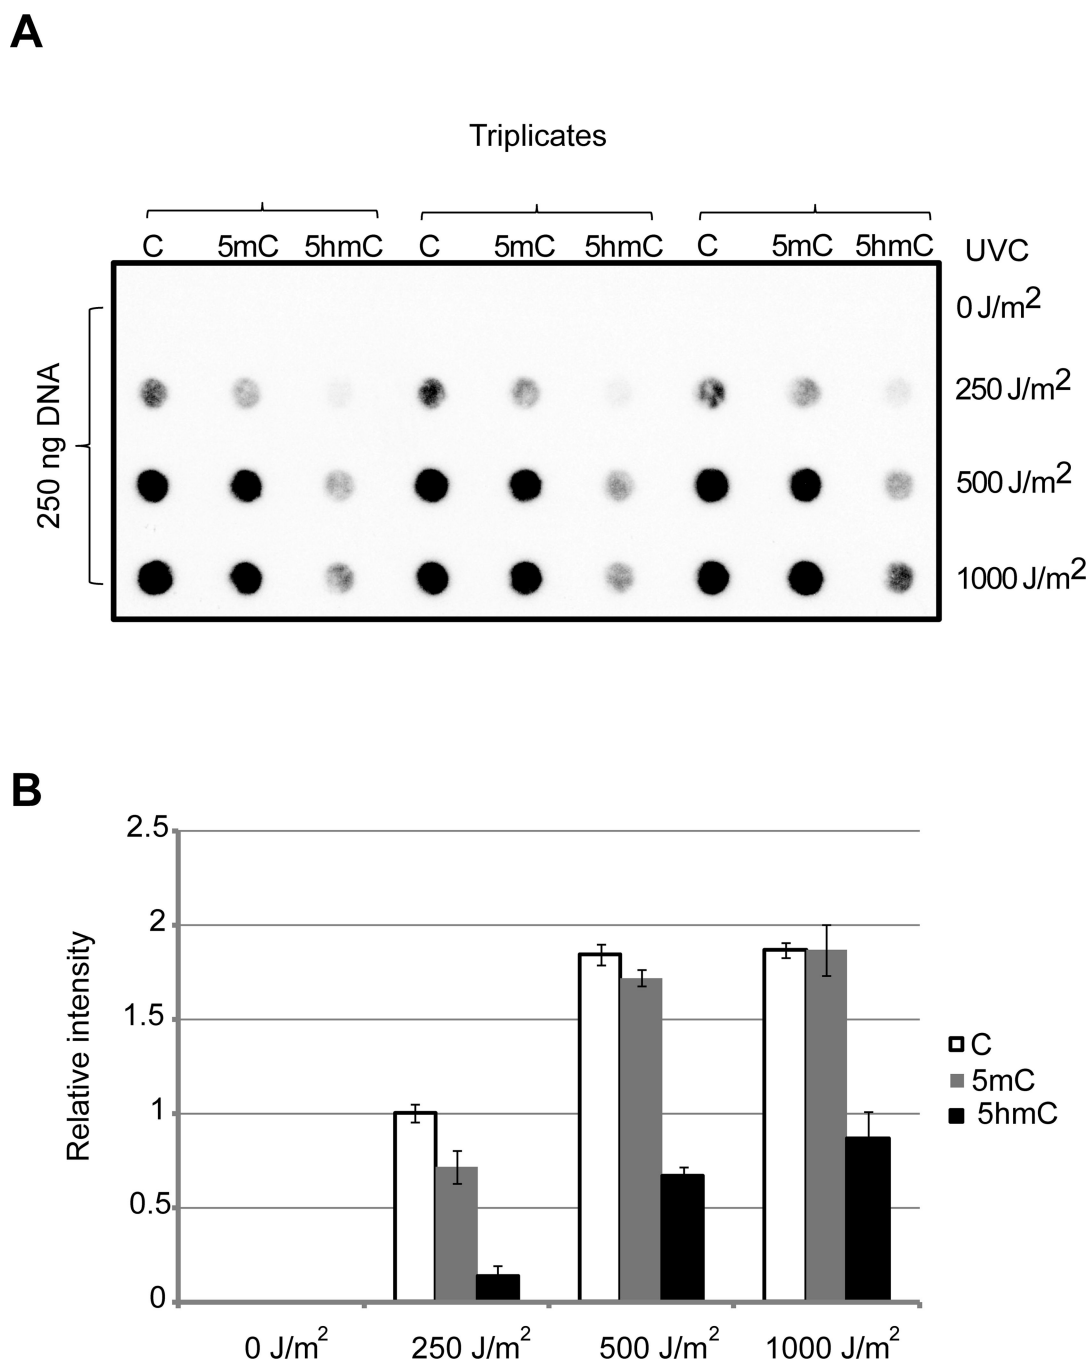 A
Triplicates
C 5mC 5hmC C 5mC 5hmC C 5mC 5hmC UVC
0 J/m²
250 J/m²
500 J/m²
1000 J/m²
250 ng DNA
B
2.5
2
1.5
1
0.5
0
Relative intensity
0 J/m² 250 J/m² 500 J/m² 1000 J/m²
C
5mC
5hmC